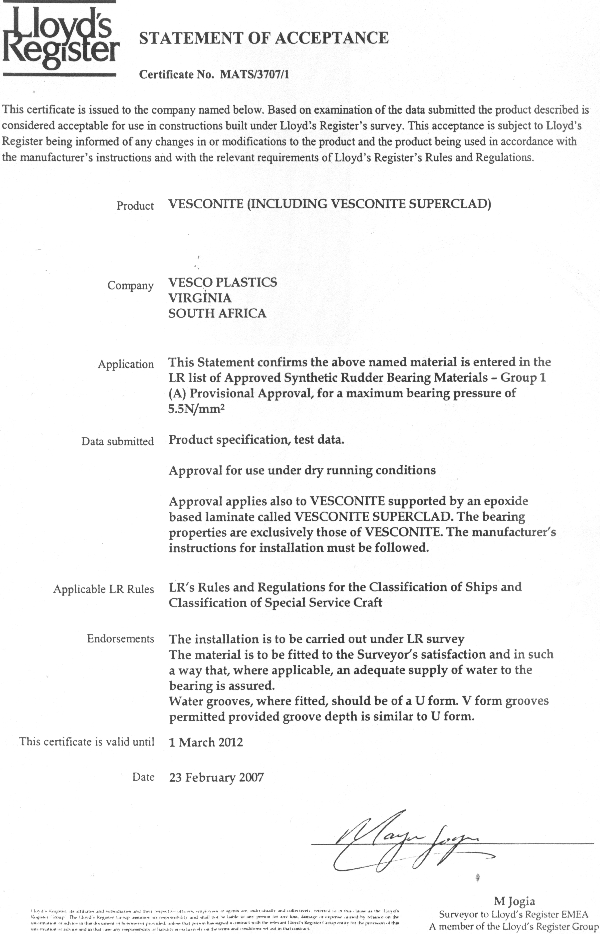 Lloyd's
Register
STATEMENT OF ACCEPTANCE
Certificate No. MATS/3707/1
This certificate is issued to the company named below. Based on examination of the data submitted the product described is
considered acceptable for use in constructions built under Lloyd's Register's survey. This acceptance is subject to Lloyd's
Register being informed of any changes in or modifications to the product and the product being used in accordance with
the manufacturer's instructions and with the relevant requirements of Lloyd's Register's Rules and Regulations.
Product VESCONITE (INCLUDING VESCONITE SUPERCLAD)
Company VESCO PLASTICS
VIRGINIA
SOUTH AFRICA
Application This Statement confirms the above named material is entered in the
LR list of Approved Synthetic Rudder Bearing Materials – Group 1
(A) Provisional Approval, for a maximum bearing pressure of
5.5N/mm²
Data submitted Product specification, test data.
Approval for use under dry running conditions
Approval applies also to VESCONITE supported by an epoxide
based laminate called VESCONITE SUPERCLAD. The bearing
properties are exclusively those of VESCONITE. The manufacturer's
instructions for installation must be followed.
Applicable LR Rules LR's Rules and Regulations for the Classification of Ships and
Classification of Special Service Craft
Endorsements The installation is to be carried out under LR survey
The material is to be fitted to the Surveyor's satisfaction and in such
a way that, where applicable, an adequate supply of water to the
bearing is assured.
Water grooves, where fitted, should be of a U form. V form grooves
permitted provided groove depth is similar to U form.
This certificate is valid until 1 March 2012
Date 23 February 2007
M Jogia
Surveyor to Lloyd's Register EMEA
A member of the Lloyd's Register Group